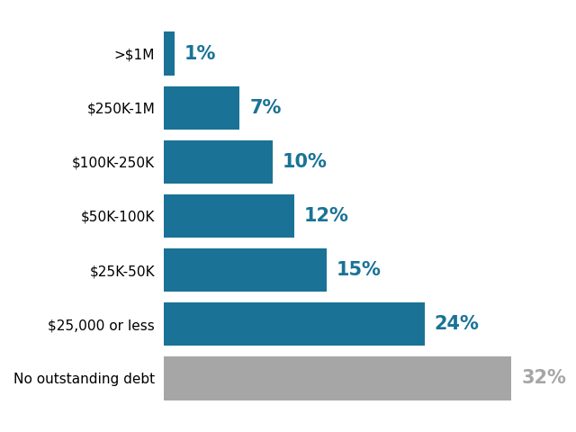 >$1M 1%
$250K-1M 7%
$100K-250K 10%
$50K-100K 12%
$25K-50K 15%
$25,000 or less 24%
No outstanding debt 32%